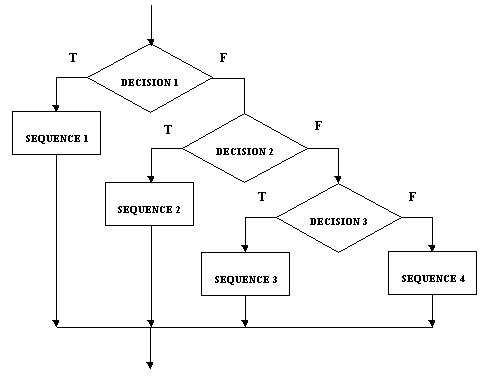 T F
DECISION 1
T F
SEQUENCE 1
DECISION 2
T F
SEQUENCE 2
DECISION 3
SEQUENCE 3
SEQUENCE 4